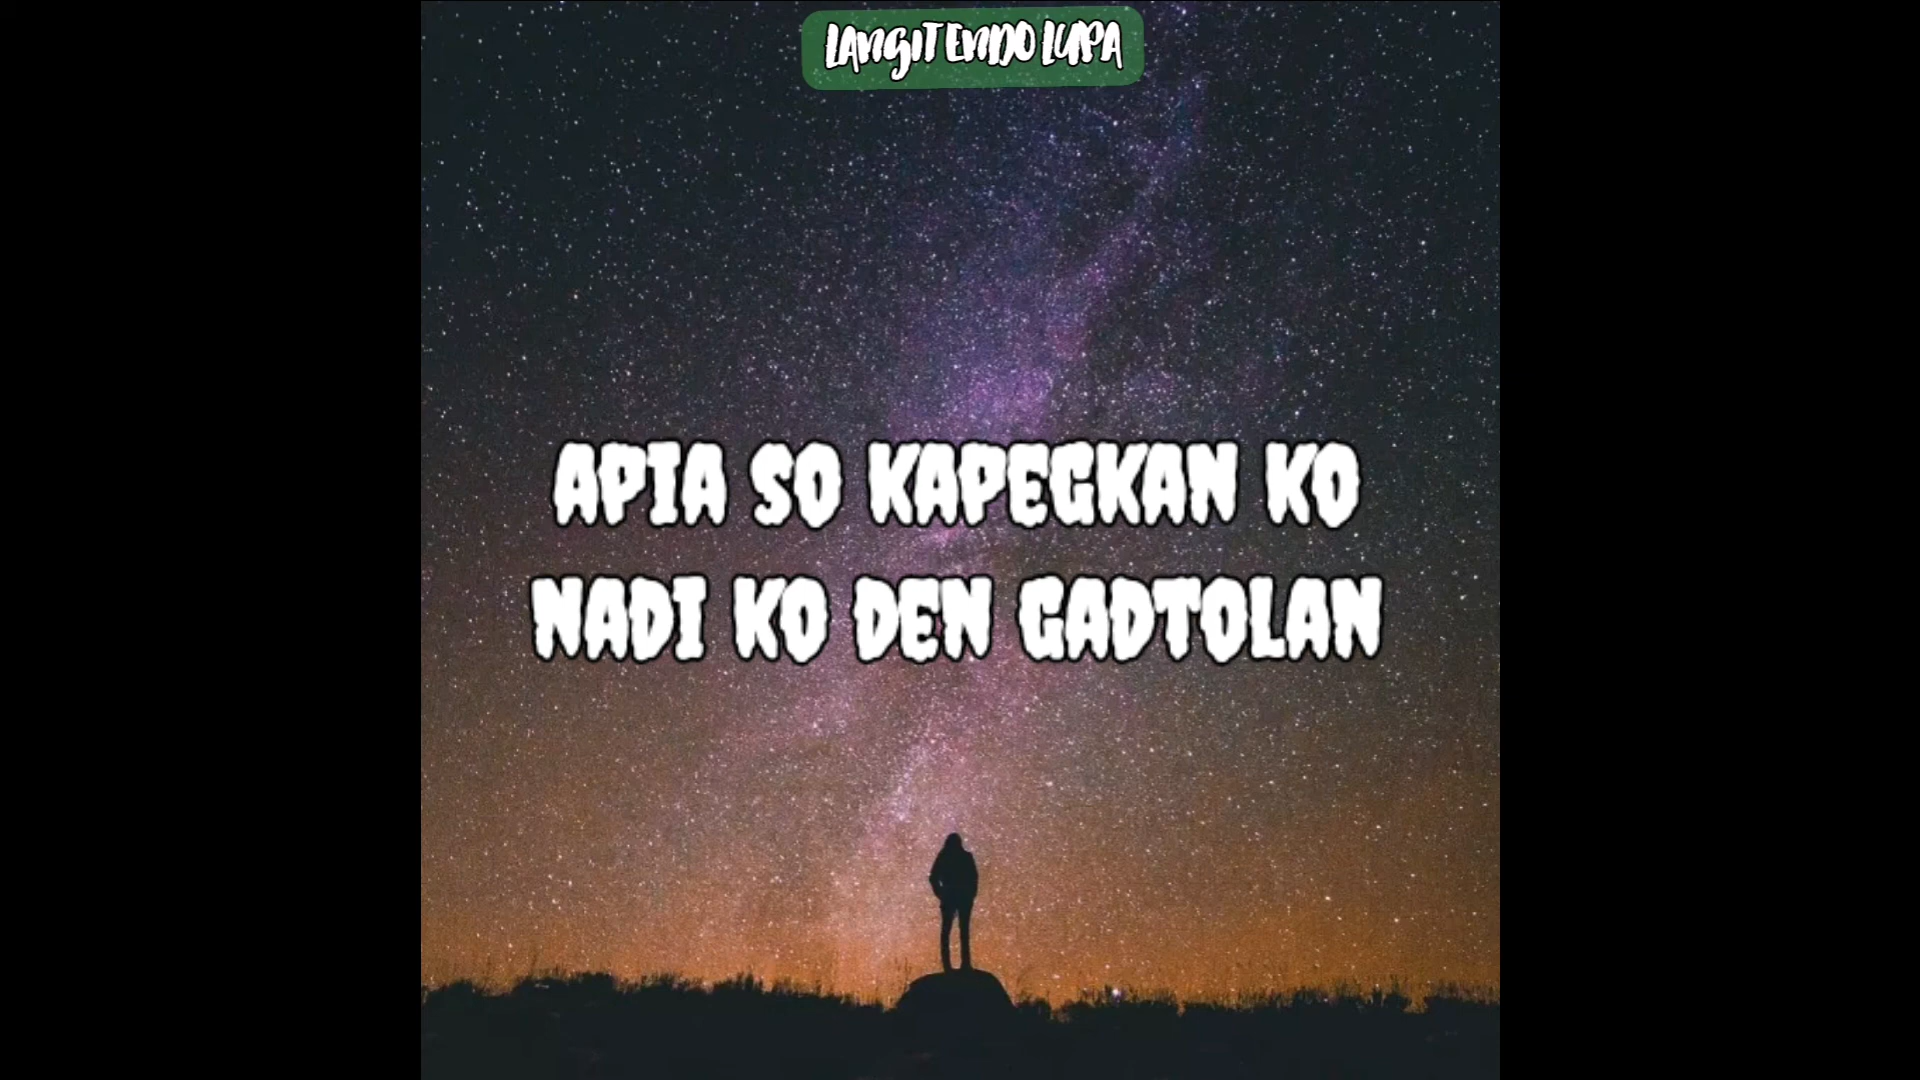 LANGIT ENDO LUPA
APIA SO KAPEGKAN KO
NADI KO DEN GADTOLAN